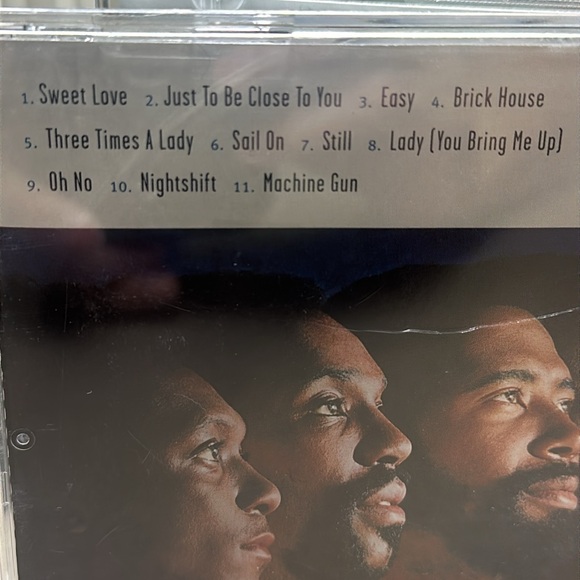 1. Sweet Love 2. Just To Be Close To You 3. Easy 4. Brick House
5. Three Times A Lady 6. Sail On 7. Still 8. Lady (You Bring Me Up)
9. Oh No 10. Nightshift 11. Machine Gun